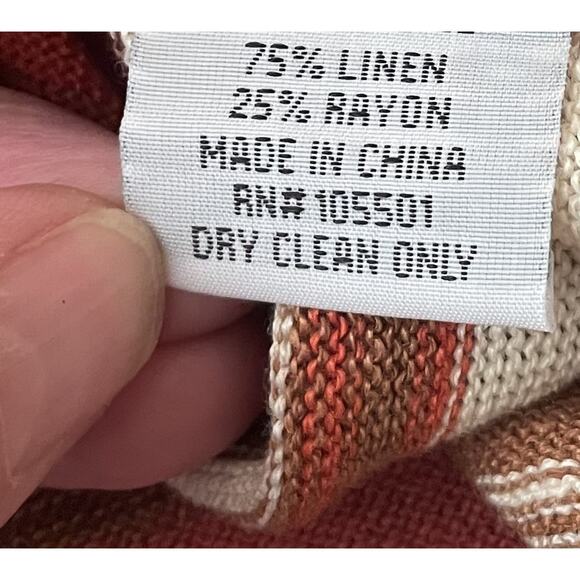 75% LINEN
25% RAYON
MADE IN CHINA
RN# 105501
DRY CLEAN ONLY